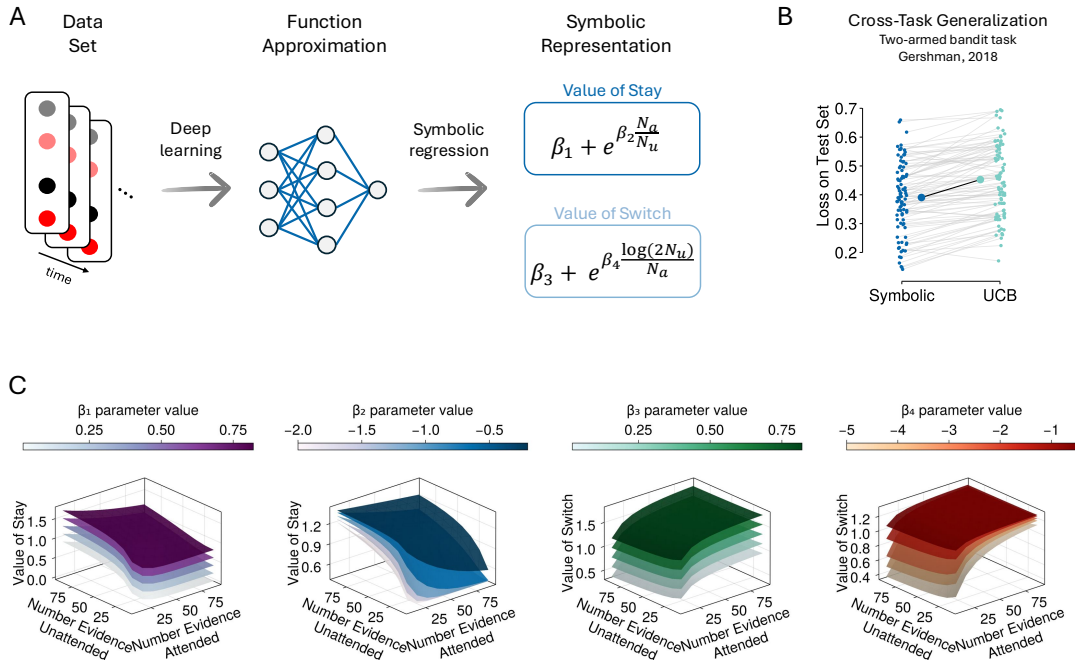 A
Data
Set
Function
Approximation
Symbolic
Representation
Deep
learning
Symbolic
regression
time
Value of Stay
β₁ + e^{β₂ \frac{N_a}{N_u}}
Value of Switch
β₃ + e^{β₄ \frac{log(2N_u)}{N_a}}
B
Cross-Task Generalization
Two-armed bandit task
Gershman, 2018
Loss on Test Set
0.7
0.6
0.5
0.4
0.3
0.2
Symbolic
UCB
C
β₁ parameter value
0.25 0.50 0.75
Value of Stay
1.5
1.0
0.5
0.0
75
50
25
Number Evidence
Unattended
25
50
75
Number Evidence
Attended
β₂ parameter value
−2.0 −1.0 −0.5
Value of Stay
1.2
0.9
0.6
75
50
25
Number Evidence
Unattended
25
50
75
Number Evidence
Attended
β₃ parameter value
0.25 0.50 0.75
Value of Switch
1.5
1.0
0.5
75
50
25
Number Evidence
Unattended
25
50
75
Number Evidence
Attended
β₄ parameter value
−5 −4 −3 −2 −1
Value of Switch
1.2
1.0
0.8
0.6
0.4
75
50
25
Number Evidence
Unattended
25
50
75
Number Evidence
Attended